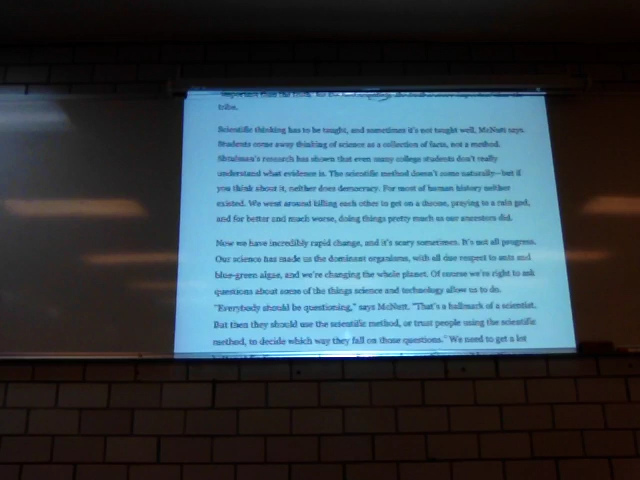 important than the truth, for the
tribe.
Scientific thinking has to be taught, and sometimes it's not taught well, McNutt says.
Students come away thinking of science as a collection of facts, not a method.
Shtulman's research has shown that even many college students don't really
understand what evidence is. The scientific method doesn't come naturally—but if
you think about it, neither does democracy. For most of human history neither
existed. We went around killing each other to get on a throne, praying to a rain god,
and for better and much worse, doing things pretty much as our ancestors did.
Now we have incredibly rapid change, and it's scary sometimes. It's not all progress.
Our science has made us the dominant organisms, with all due respect to ants and
blue-green algae, and we're changing the whole planet. Of course we're right to ask
questions about some of the things science and technology allow us to do.
"Everybody should be questioning," says McNutt. "That's a hallmark of a scientist.
But then they should use the scientific method, or trust people using the scientific
method, to decide which way they fall on those questions." We need to get a lot